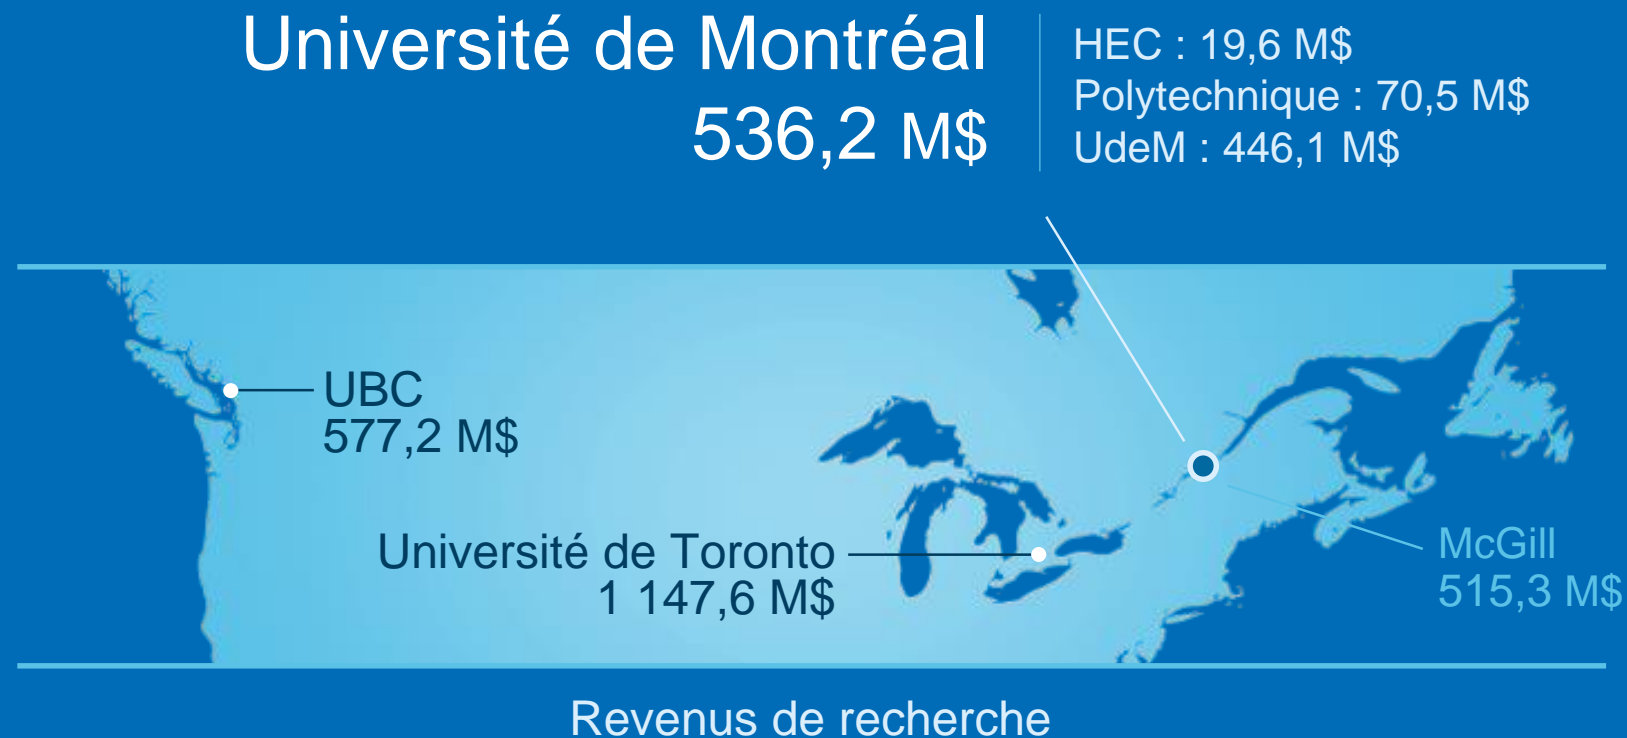 Université de Montréal
536,2 M$
HEC : 19,6 M$
Polytechnique : 70,5 M$
UdeM : 446,1 M$
UBC
577,2 M$
Université de Toronto
1 147,6 M$
McGill
515,3 M$
Revenus de recherche